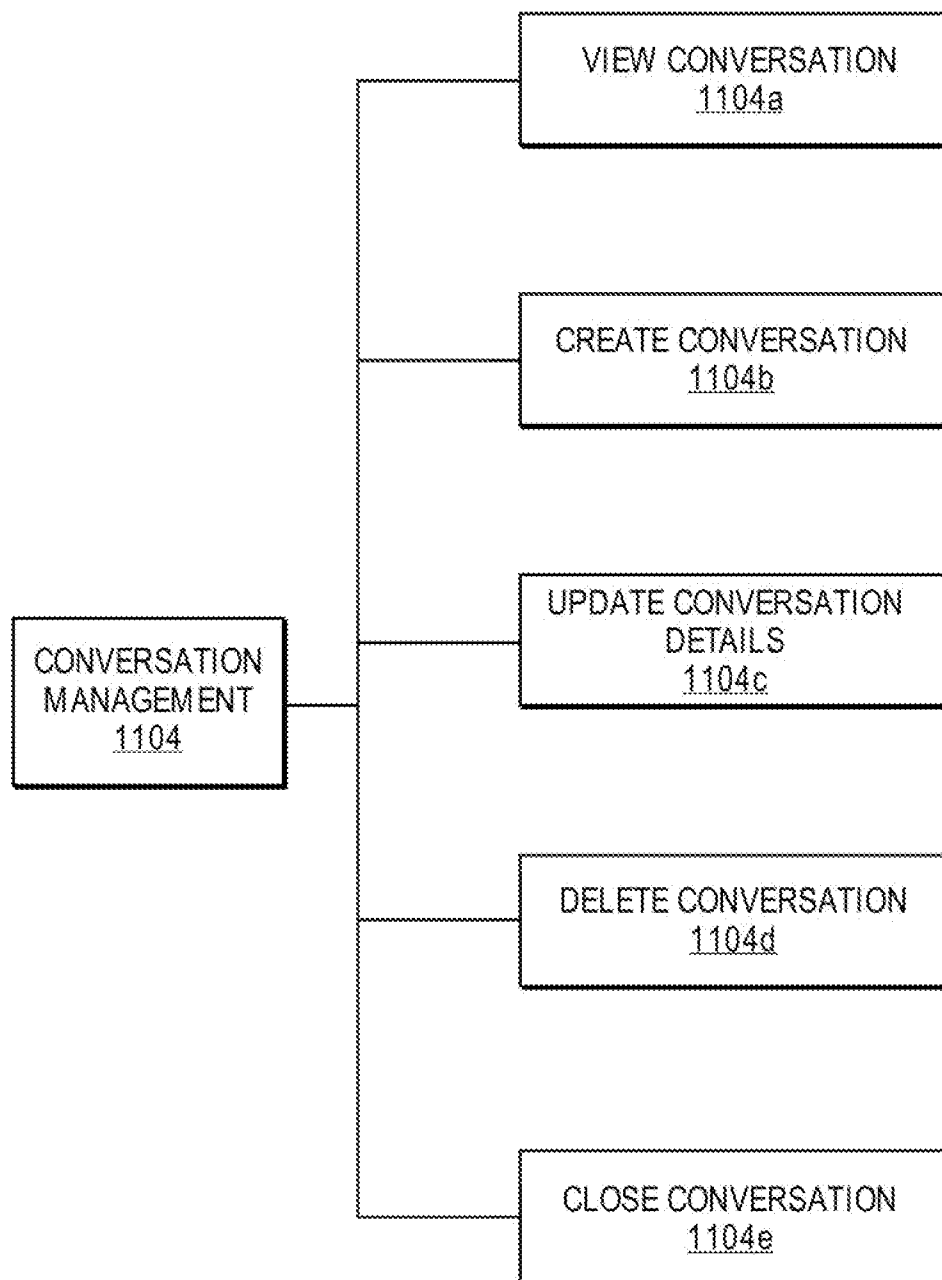 VIEW CONVERSATION
1104a
CREATE CONVERSATION
1104b
UPDATE CONVERSATION
DETAILS
1104c
CONVERSATION
MANAGEMENT
1104
DELETE CONVERSATION
1104d
CLOSE CONVERSATION
1104e